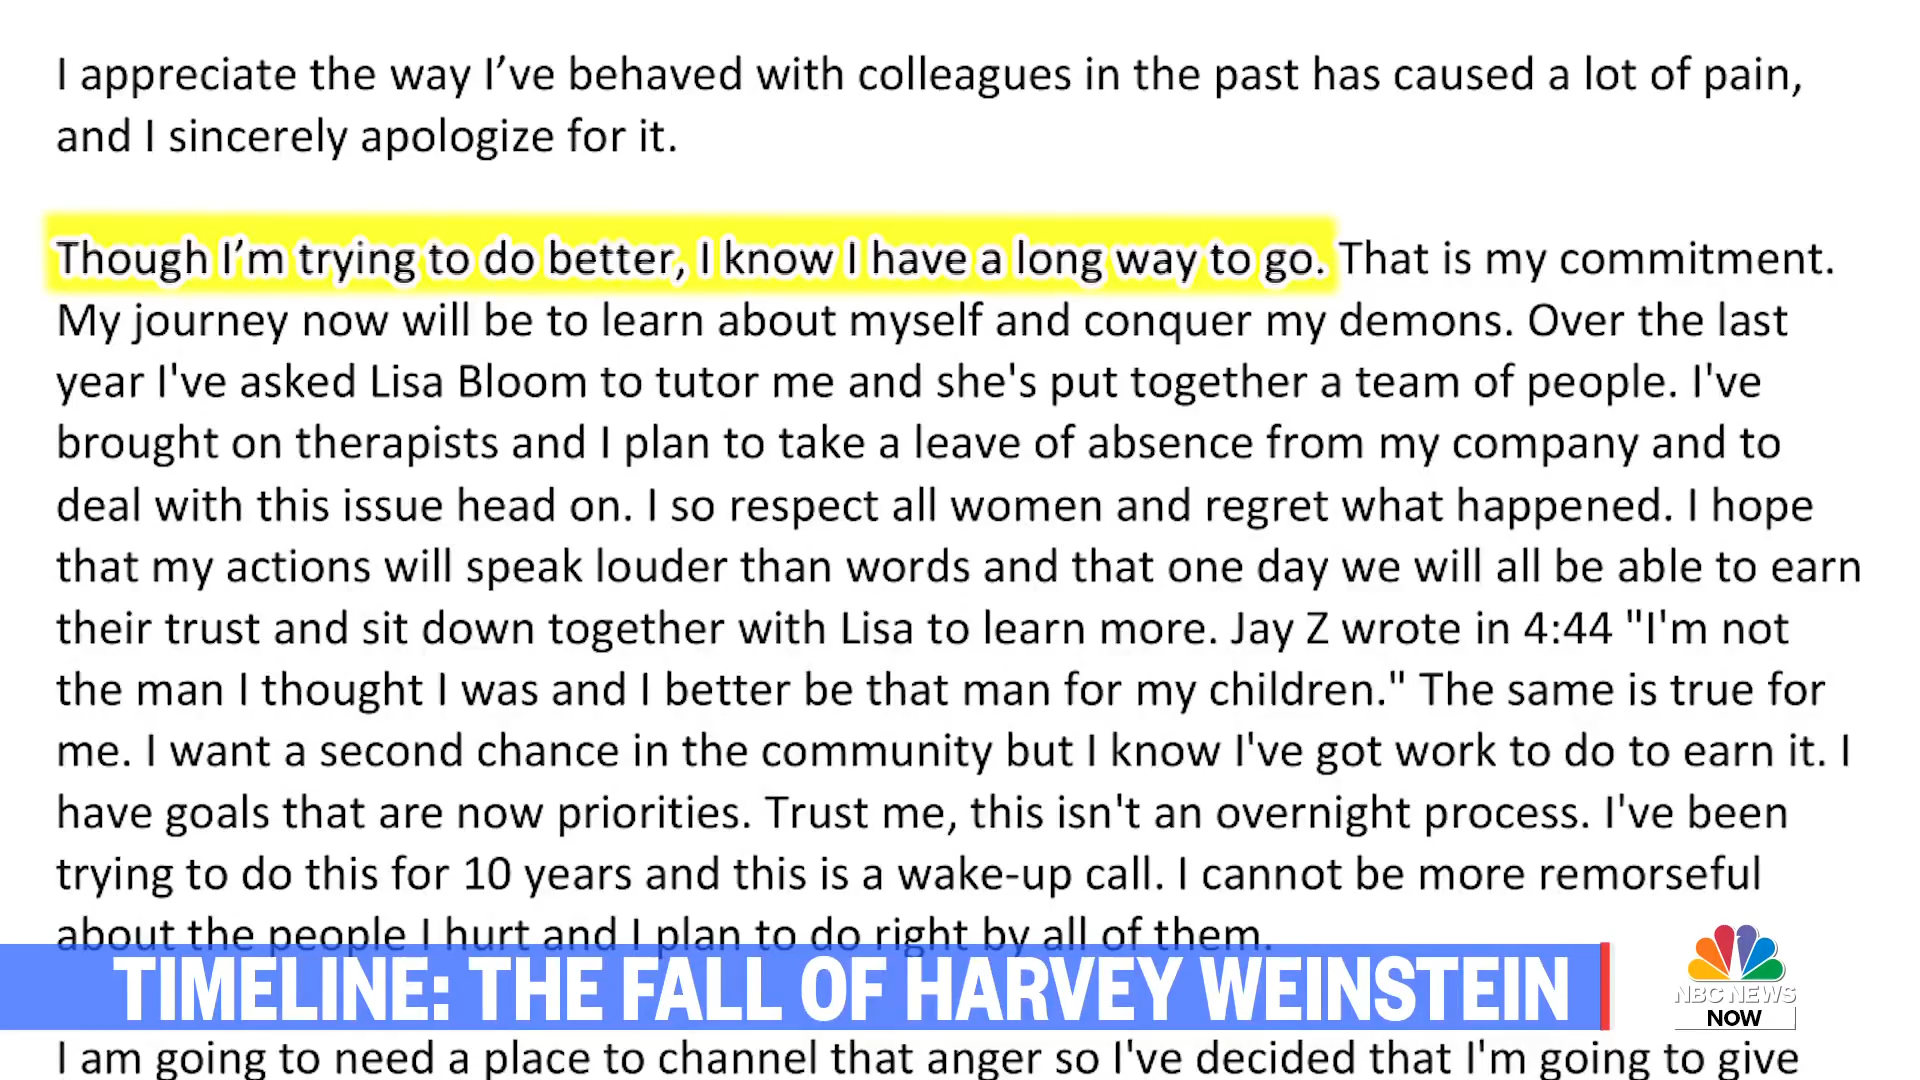 I appreciate the way I’ve behaved with colleagues in the past has caused a lot of pain,
and I sincerely apologize for it.
Though I’m trying to do better, I know I have a long way to go. That is my commitment.
My journey now will be to learn about myself and conquer my demons. Over the last
year I've asked Lisa Bloom to tutor me and she's put together a team of people. I've
brought on therapists and I plan to take a leave of absence from my company and to
deal with this issue head on. I so respect all women and regret what happened. I hope
that my actions will speak louder than words and that one day we will all be able to earn
their trust and sit down together with Lisa to learn more. Jay Z wrote in 4:44 "I'm not
the man I thought I was and I better be that man for my children." The same is true for
me. I want a second chance in the community but I know I've got work to do to earn it. I
have goals that are now priorities. Trust me, this isn't an overnight process. I've been
trying to do this for 10 years and this is a wake-up call. I cannot be more remorseful
about the people I hurt and I plan to do right by all of them.
TIMELINE: THE FALL OF HARVEY WEINSTEIN
NBC NEWS
NOW
I am going to need a place to channel that anger so I've decided that I'm going to give